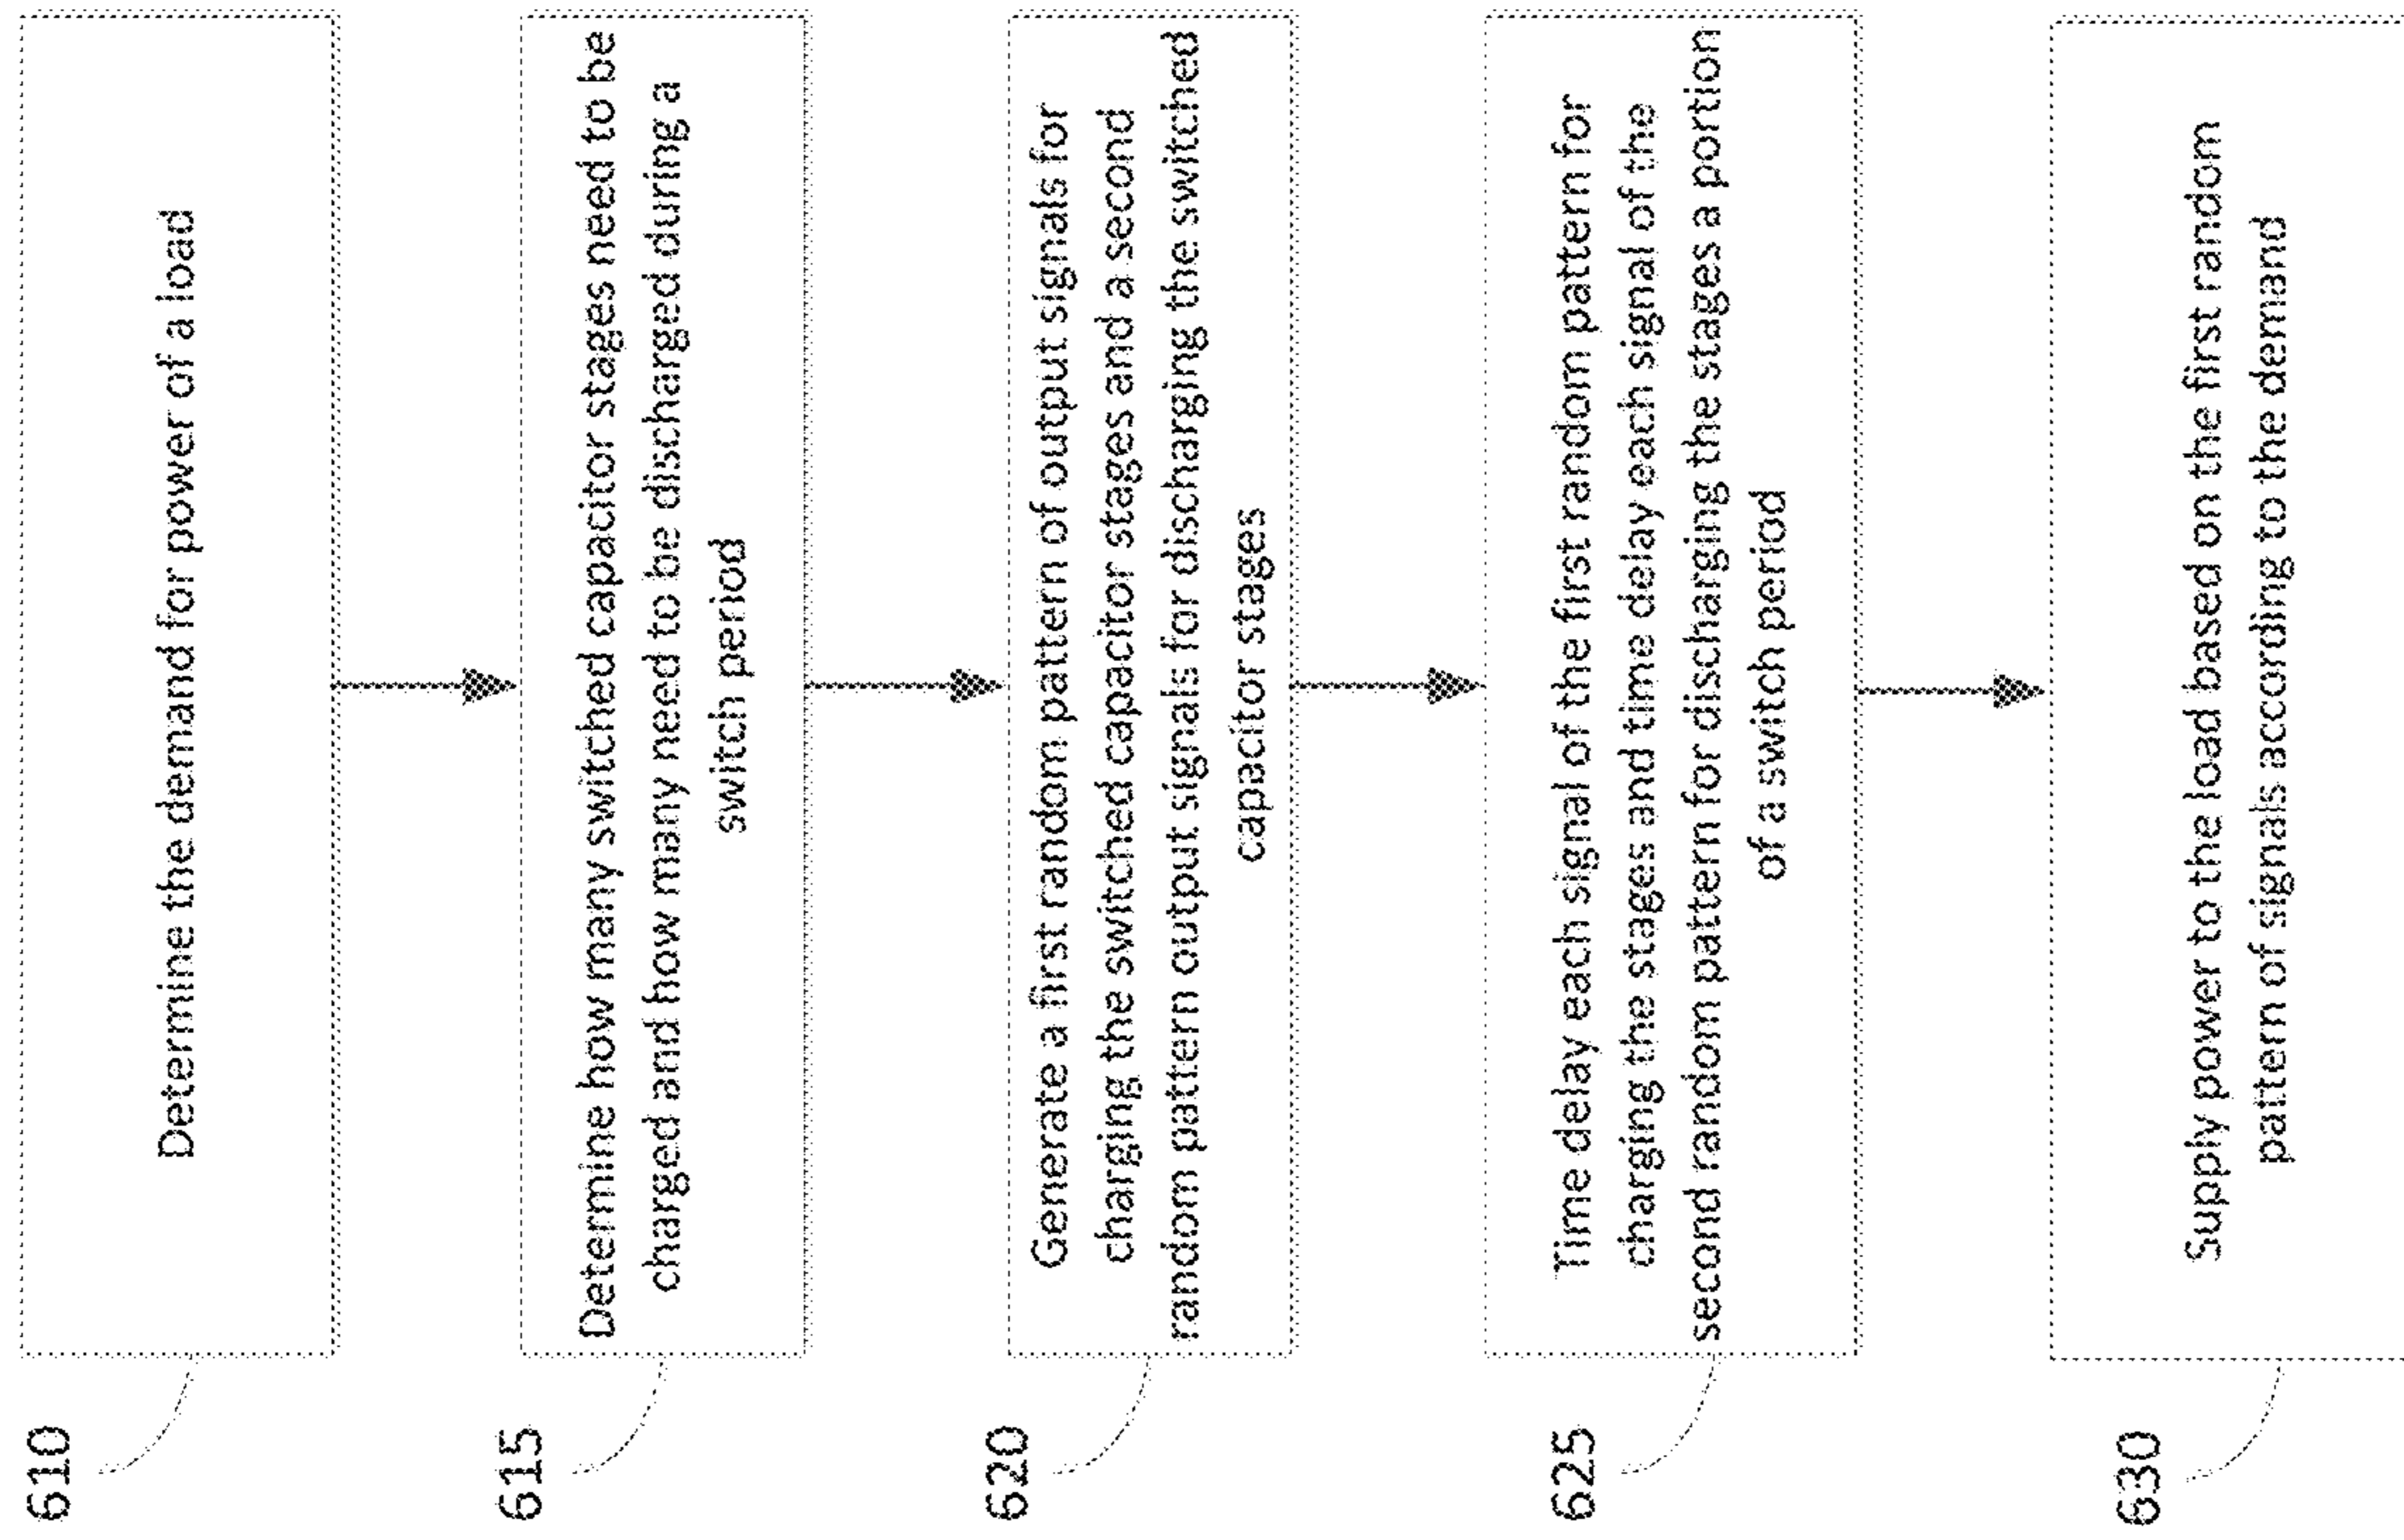 610
Determine the demand for power of a load
615
Determine how many switched capacitor stages need to be
charged and how many need to be discharged during a
switch period
620
Generate a first random pattern of output signals for
charging the switched capacitor stages and a second
random pattern output signals for discharging the switched
capacitor stages
625
Time delay each signal of the first random pattern for
charging the stages and time delay each signal of the
second random pattern for discharging the stages a portion
of a switch period
630
Supply power to the load based on the first random
pattern of signals according to the demand